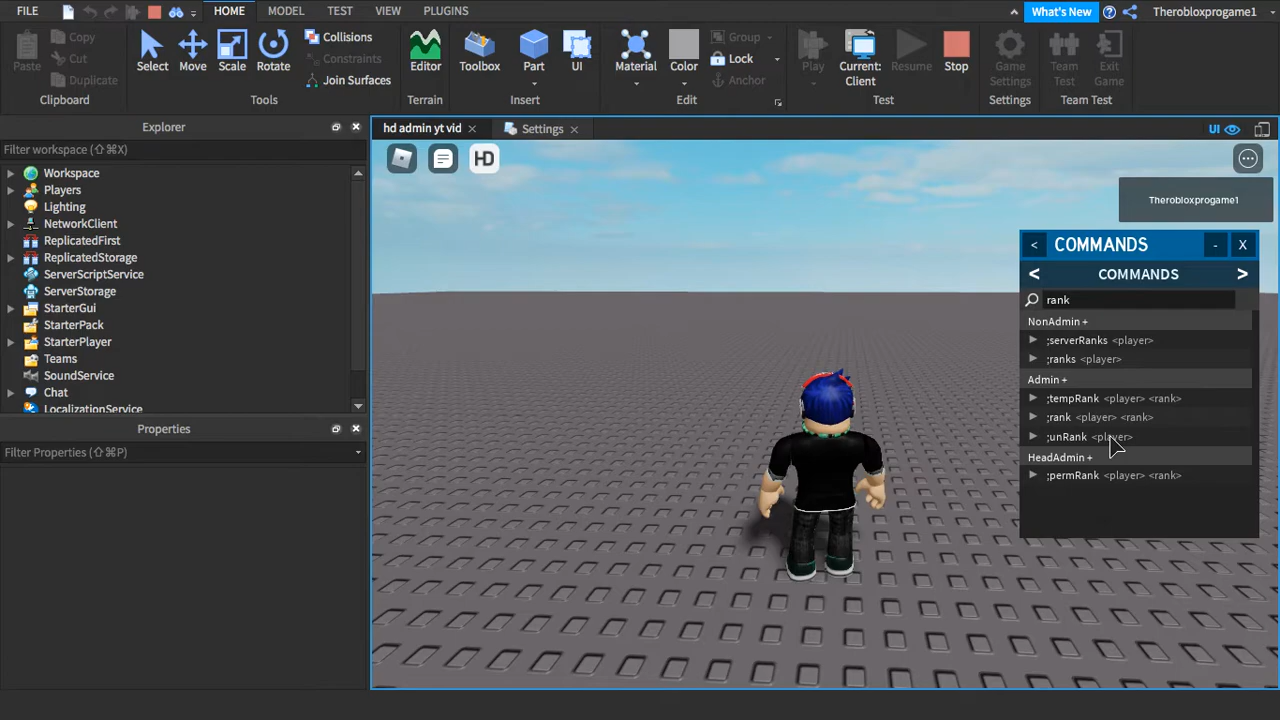 FILE HOME MODEL TEST VIEW PLUGINS What's New Therobloxprogame1
Paste Copy Cut Duplicate
Select Move Scale Rotate Collisions Constraints Join Surfaces
Editor Toolbox Part UI
Material Color Group Lock Anchor
Play Current Client Resume Stop
Game Settings Team Test Exit Game
Clipboard Tools Terrain Insert Edit Test Settings Team Test
Explorer
Filter workspace (⇧⌘X)
Workspace
Players
Lighting
NetworkClient
ReplicatedFirst
ReplicatedStorage
ServerScriptService
ServerStorage
StarterGui
StarterPack
StarterPlayer
Teams
SoundService
Chat
LocalizationService
Properties
Filter Properties (⇧⌘P)
hd admin yt vid Settings UI
HD
Therobloxprogame1
< COMMANDS - X
< COMMANDS >
rank
NonAdmin +
;serverRanks <player>
;ranks <player>
Admin +
;tempRank <player> <rank>
;rank <player> <rank>
;unRank <player>
HeadAdmin +
;permRank <player> <rank>